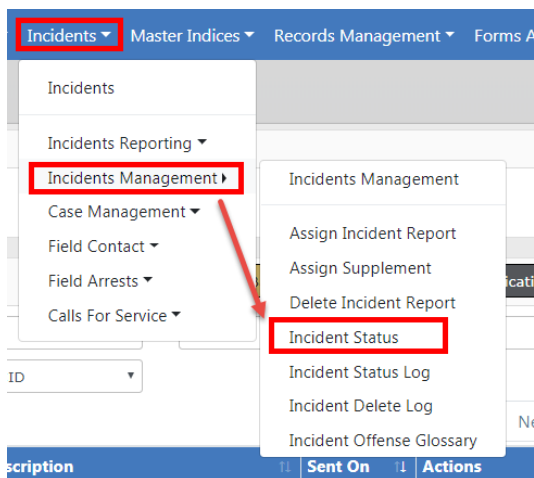 Incidents ▾ Master Indices ▾ Records Management ▾ Forms A
Incidents
Incidents Reporting ▾
Incidents Management ▸
Case Management ▾
Field Contact ▾
Field Arrests ▾
Calls For Service ▾
Incidents Management
Assign Incident Report
Assign Supplement
Delete Incident Report
Incident Status
Incident Status Log
Incident Delete Log
Incident Offense Glossary
icati
ID ▾
Ne
scription Sent On Actions